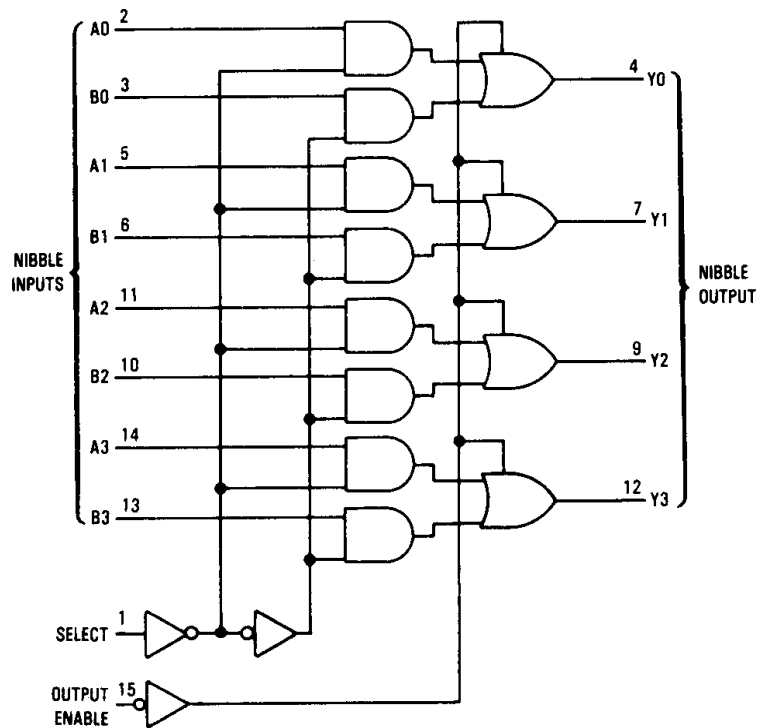 A0 2
B0 3
A1 5
B1 6
NIBBLE
INPUTS
A2 11
B2 10
A3 14
B3 13
SELECT 1
OUTPUT
ENABLE 15
4 Y0
7 Y1
NIBBLE
OUTPUT
9 Y2
12 Y3